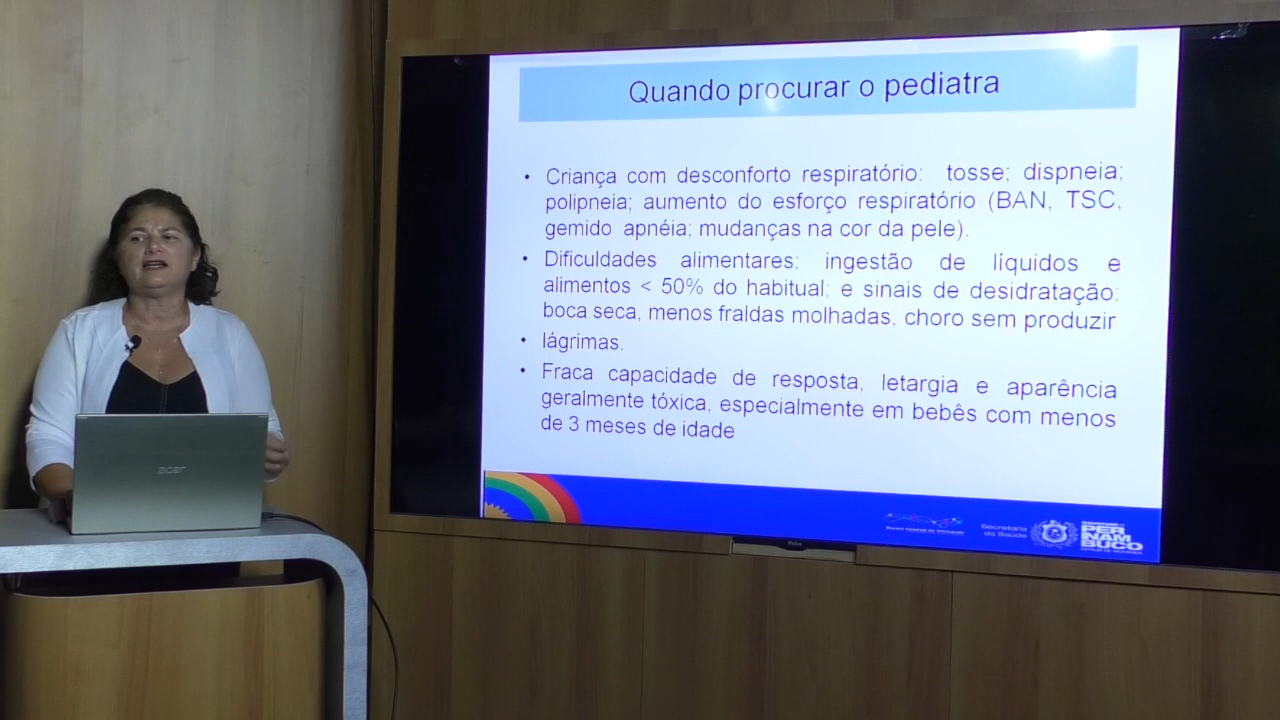 Quando procurar o pediatra
• Criança com desconforto respiratório: tosse; dispneia;
polipneia; aumento do esforço respiratório (BAN, TSC,
gemido apnéia; mudanças na cor da pele).
• Dificuldades alimentares: ingestão de líquidos e
alimentos < 50% do habitual; e sinais de desidratação:
boca seca, menos fraldas molhadas, choro sem produzir
• lágrimas.
• Fraca capacidade de resposta, letargia e aparência
geralmente tóxica, especialmente em bebês com menos
de 3 meses de idade
acer
Secretaria
da Saúde
PER
NAM
BUCO